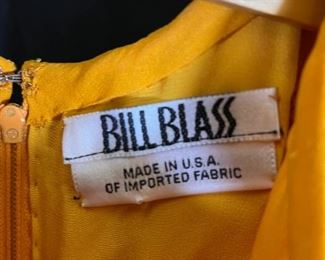 BILL BLASS
MADE IN U.S.A.
OF IMPORTED FABRIC